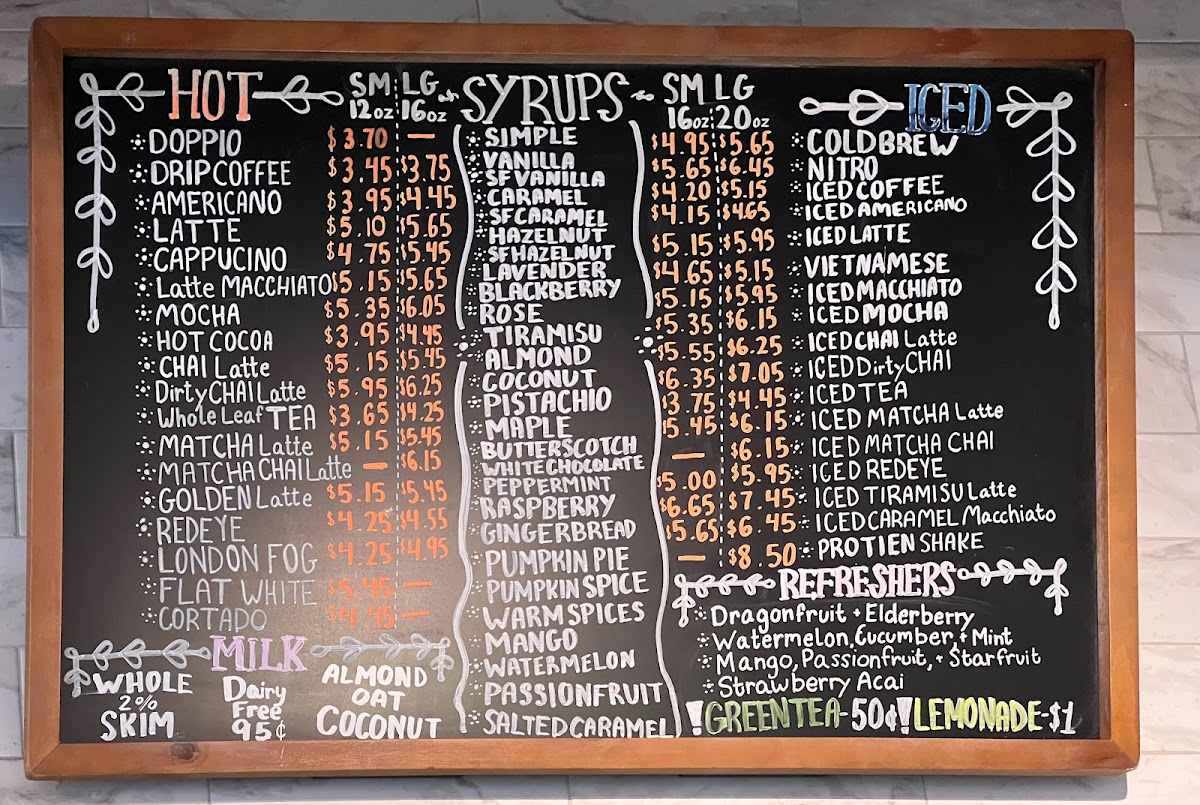 HOT SM LG
12oz 16oz
DOPPIO $3.70 —
DRIP COFFEE $3.45 $3.75
AMERICANO $3.95 $4.45
LATTE $5.10 $5.65
CAPPUCINO $4.75 $5.45
Latte MACCHIATO $5.15 $5.65
MOCHA $5.35 $6.05
HOT COCOA $3.95 $4.45
CHAI Latte $5.15 $5.45
Dirty CHAI Latte $5.95 $6.25
Whole Leaf TEA $3.65 $4.25
MATCHA Latte $5.15 $5.45
MATCHA CHAI Latte — $6.15
GOLDEN Latte $5.15 $5.45
REDEYE $4.25 $4.55
LONDON FOG $4.25 $4.95
FLAT WHITE $5.45 —
CORTADO $4.45 —
MILK
WHOLE
2%
SKIM
Dairy
Free
95¢
ALMOND
OAT
COCONUT
SYRUPS
SIMPLE
VANILLA
SF VANILLA
CARAMEL
SF CARAMEL
HAZELNUT
SF HAZELNUT
LAVENDER
BLACKBERRY
ROSE
TIRAMISU
ALMOND
COCONUT
PISTACHIO
MAPLE
BUTTERSCOTCH
WHITE CHOCOLATE
PEPPERMINT
RASPBERRY
GINGERBREAD
PUMPKIN PIE
PUMPKIN SPICE
WARM SPICES
MANGO
WATERMELON
PASSIONFRUIT
SALTED CARAMEL
SM LG ICED
16oz 20oz
$4.95 $5.65 COLD BREW
$5.65 $6.45 NITRO
$4.20 $5.15 ICED COFFEE
$4.15 $4.65 ICED AMERICANO
$5.15 $5.95 ICED LATTE
$4.65 $5.15 VIETNAMESE
$5.15 $5.95 ICED MACCHIATO
$5.35 $6.15 ICED MOCHA
$5.55 $6.25 ICED CHAI Latte
$6.35 $7.05 ICED Dirty CHAI
$3.75 $4.45 ICED TEA
$5.45 $6.15 ICED MATCHA Latte
— $6.15 ICED MATCHA CHAI
$5.00 $5.95 ICED REDEYE
$6.65 $7.45 ICED TIRAMISU Latte
$5.65 $6.45 ICED CARAMEL Macchiato
— $8.50 PROTIEN SHAKE
REFRESHERS
Dragonfruit + Elderberry
Watermelon, Cucumber, + Mint
Mango, Passionfruit, + Starfruit
Strawberry Acai
!GREEN TEA-50¢ !LEMONADE-$1